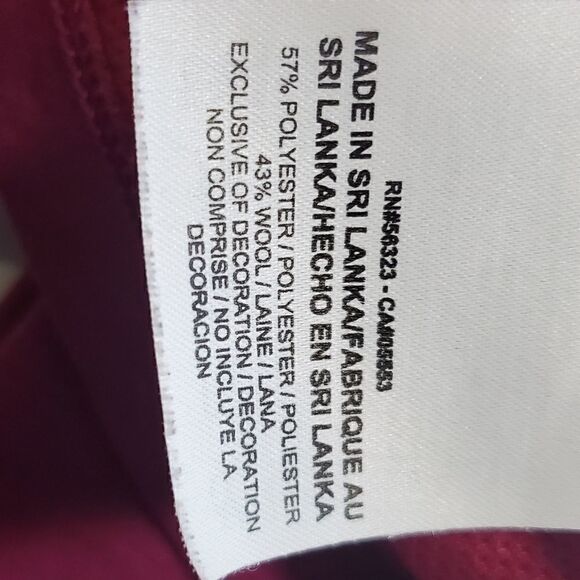 RN#56323 - CA#05553
MADE IN SRI LANKA/FABRIQUE AU
SRI LANKA/HECHO EN SRI LANKA
57% POLYESTER / POLYESTER / POLIESTER
43% WOOL / LAINE / LANA
EXCLUSIVE OF DECORATION / DECORATION
NON COMPRISE / NO INCLUYE LA
DECORACION